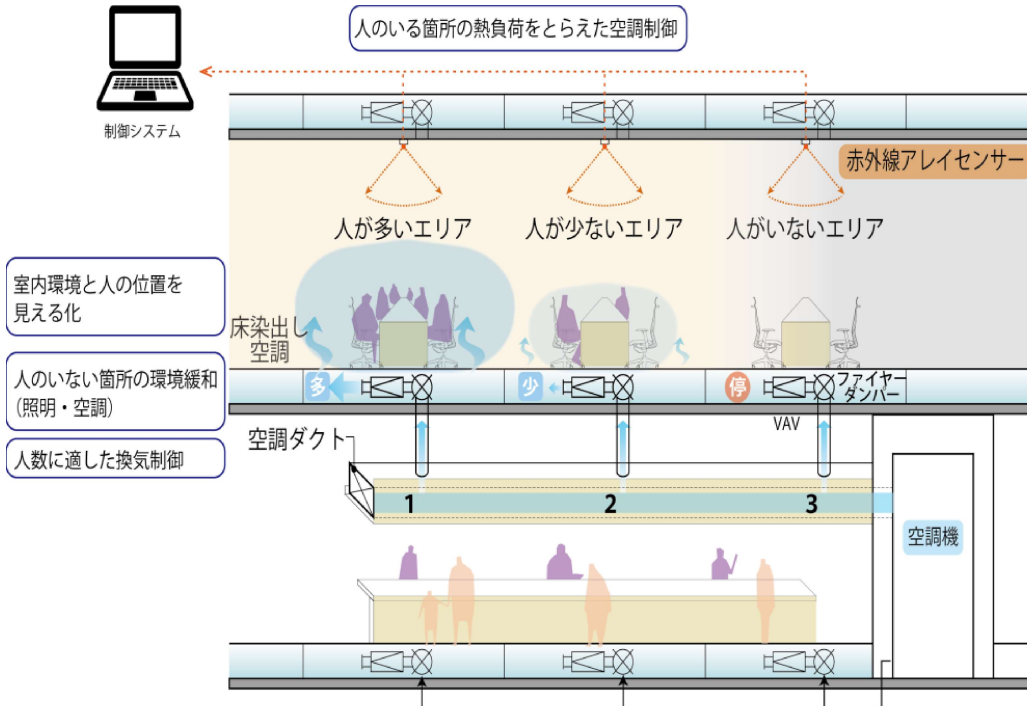 人のいる箇所の熱負荷をとらえた空調制御
制御システム
赤外線アレイセンサー
人が多いエリア
人が少ないエリア
人がいないエリア
室内環境と人の位置を
見える化
床染出し
空調
人のいない箇所の環境緩和
(照明・空調)
多
少
停
ファイヤー
ダンパー
VAV
人数に適した換気制御
空調ダクト
1
2
3
空調機